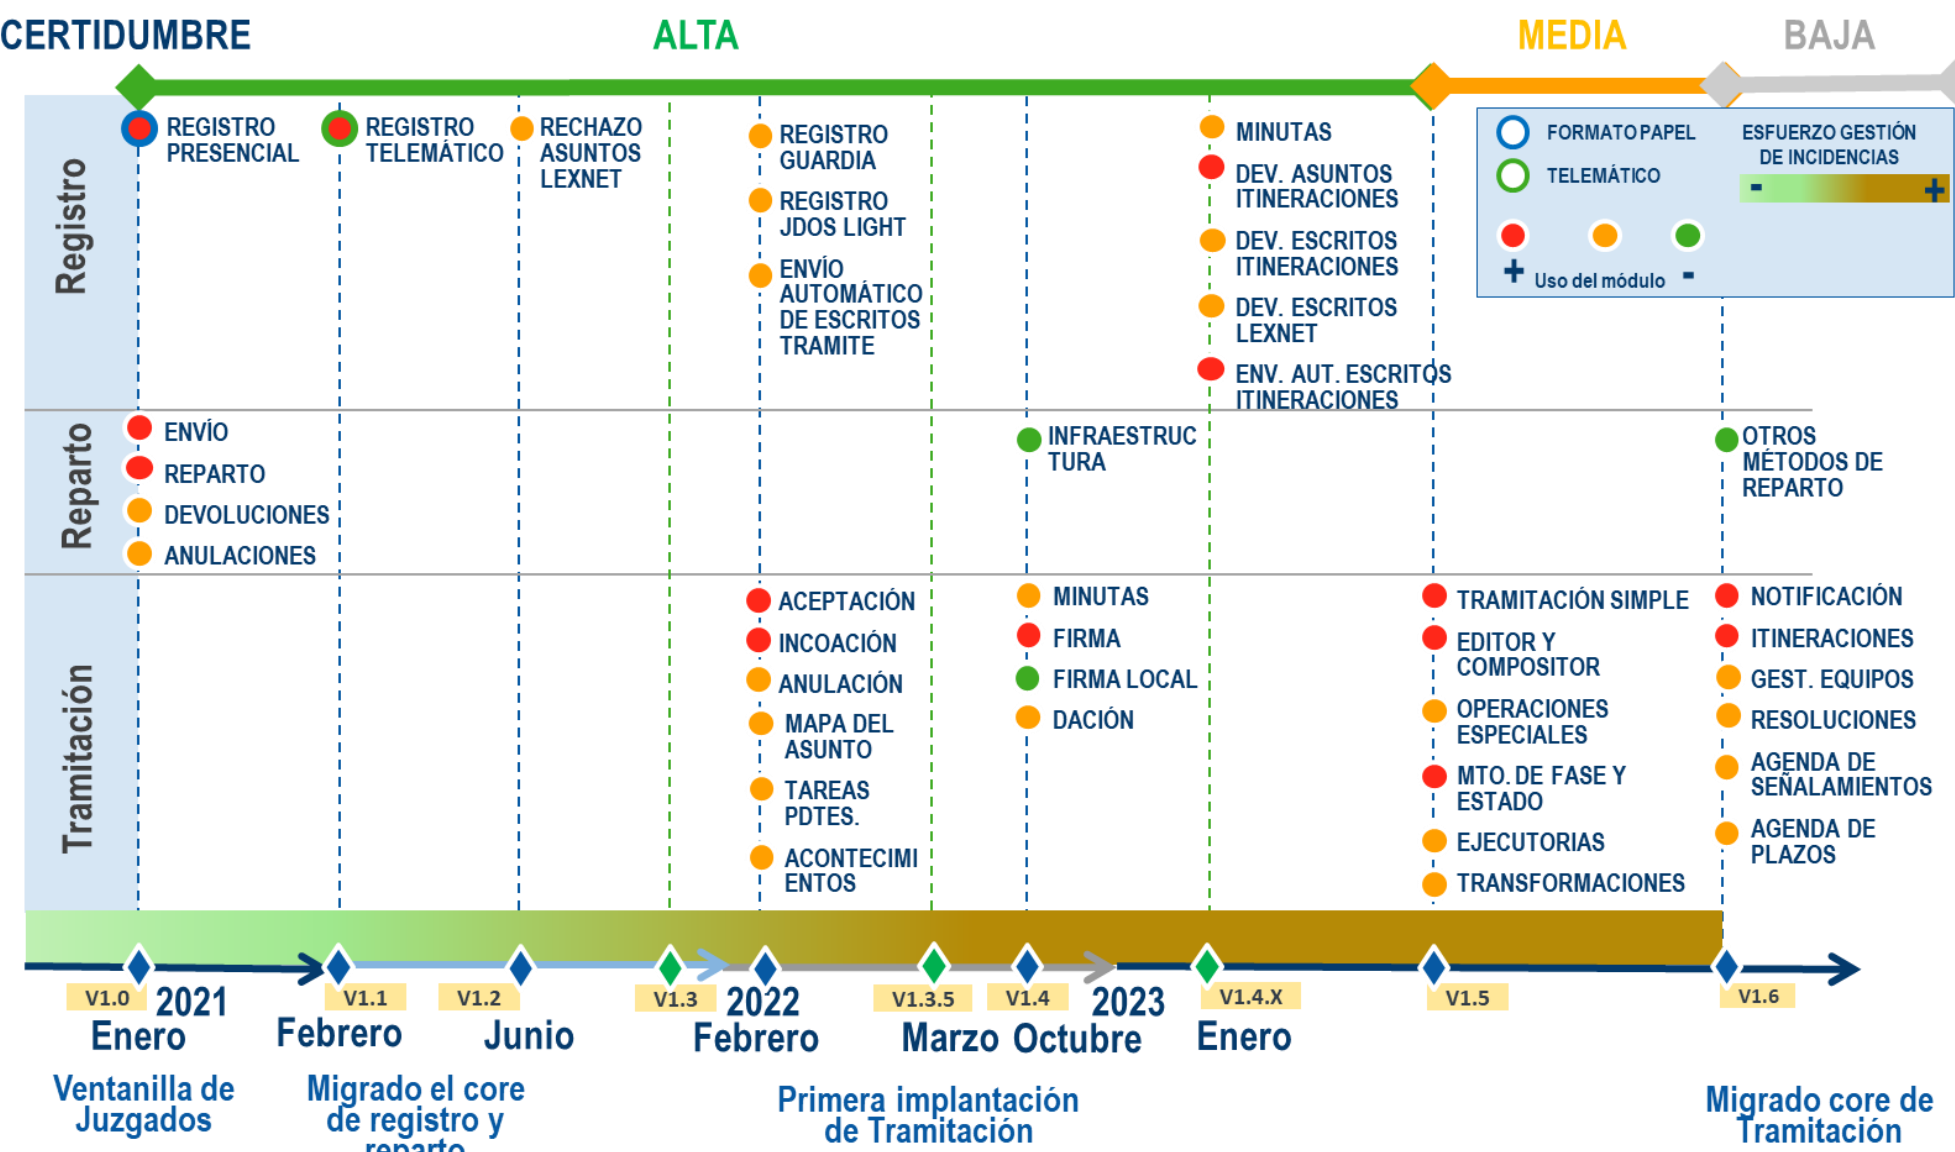 CERTIDUMBRE
ALTA
MEDIA
BAJA
Registro
REGISTRO
PRESENCIAL
REGISTRO
TELEMÁTICO
RECHAZO
ASUNTOS
LEXNET
REGISTRO
GUARDIA
REGISTRO
JDOS LIGHT
ENVÍO
AUTOMÁTICO
DE ESCRITOS
TRAMITE
MINUTAS
DEV. ASUNTOS
ITINERACIONES
DEV. ESCRITOS
ITINERACIONES
DEV. ESCRITOS
LEXNET
ENV. AUT. ESCRITOS
ITINERACIONES
FORMATO PAPEL
TELEMÁTICO
ESFUERZO GESTIÓN
DE INCIDENCIAS
- +
+ Uso del módulo -
Reparto
ENVÍO
REPARTO
DEVOLUCIONES
ANULACIONES
INFRAESTRUC
TURA
OTROS
MÉTODOS DE
REPARTO
Tramitación
ACEPTACIÓN
INCOACIÓN
ANULACIÓN
MAPA DEL
ASUNTO
TAREAS
PDTES.
ACONTECIMI
ENTOS
MINUTAS
FIRMA
FIRMA LOCAL
DACIÓN
TRAMITACIÓN SIMPLE
EDITOR Y
COMPOSITOR
OPERACIONES
ESPECIALES
MTO. DE FASE Y
ESTADO
EJECUTORIAS
TRANSFORMACIONES
NOTIFICACIÓN
ITINERACIONES
GEST. EQUIPOS
RESOLUCIONES
AGENDA DE
SEÑALAMIENTOS
AGENDA DE
PLAZOS
V1.0
2021
V1.1
V1.2
V1.3
2022
V1.3.5
V1.4
2023
V1.4.X
V1.5
V1.6
Enero
Febrero
Junio
Febrero
Marzo
Octubre
Enero
Ventanilla de
Juzgados
Migrado el core
de registro y
reparto
Primera implantación
de Tramitación
Migrado core de
Tramitación